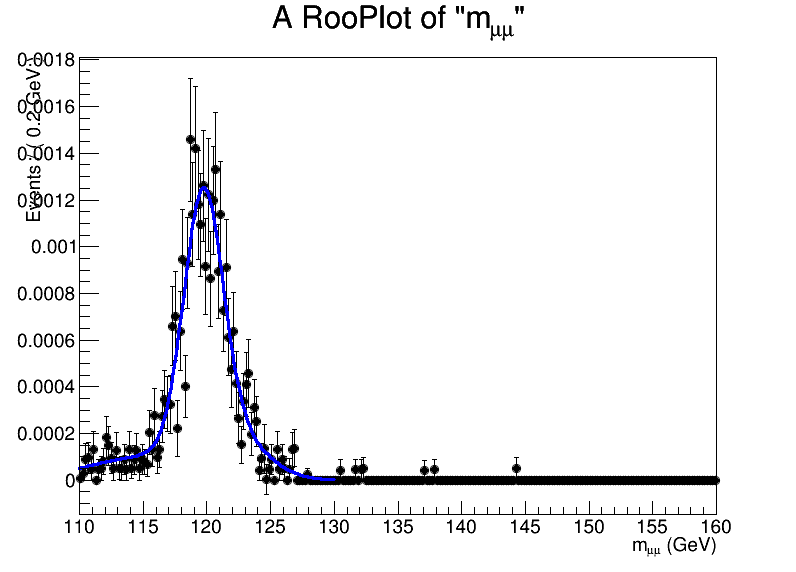 A RooPlot of "mμμ"
Events / ( 0.2 GeV )
0.0018
0.0016
0.0014
0.0012
0.001
0.0008
0.0006
0.0004
0.0002
0
110 115 120 125 130 135 140 145 150 155 160
mμμ (GeV)